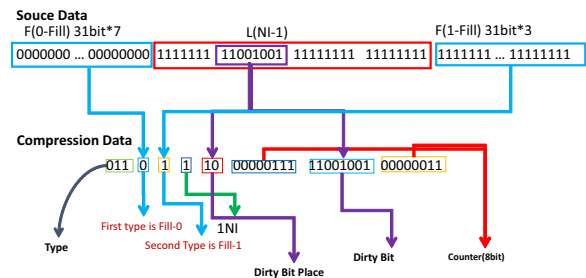 Souce Data
F(0-Fill) 31bit*7 L(NI-1) F(1-Fill) 31bit*3
0000000 ... 00000000 1111111 11001001 11111111 11111111 1111111 ... 11111111
Compression Data
011 0 1 1 10 00000111 11001001 00000011
First type is Fill-0 1NI
Type Second Type is Fill-1 Dirty Bit Counter(8bit)
Dirty Bit Place